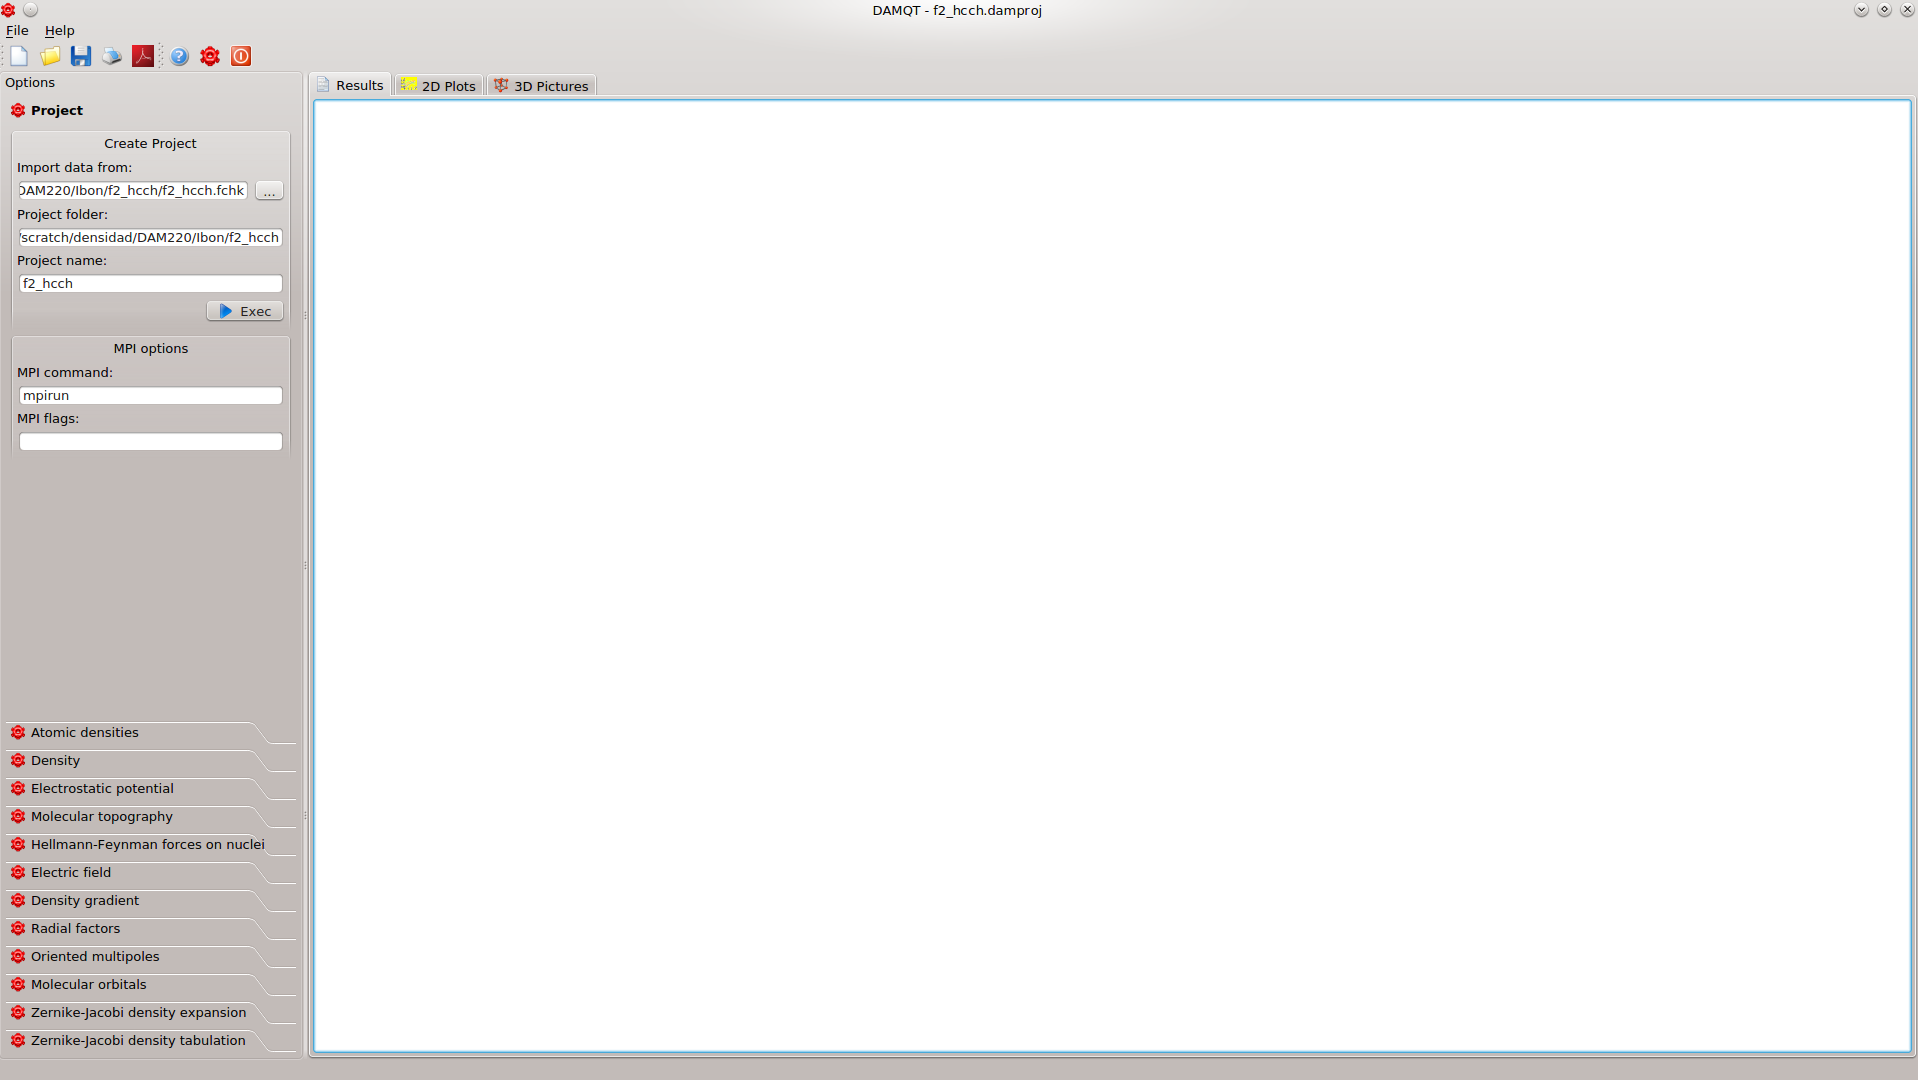 DAMQT - f2_hcch.damproj
File Help
Options
Results 2D Plots 3D Pictures
Project
Create Project
Import data from:
DAM220/Ibon/f2_hcch/f2_hcch.fchk ...
Project folder:
/scratch/densidad/DAM220/Ibon/f2_hcch
Project name:
f2_hcch
Exec
MPI options
MPI command:
mpirun
MPI flags:
Atomic densities
Density
Electrostatic potential
Molecular topography
Hellmann-Feynman forces on nuclei
Electric field
Density gradient
Radial factors
Oriented multipoles
Molecular orbitals
Zernike-Jacobi density expansion
Zernike-Jacobi density tabulation